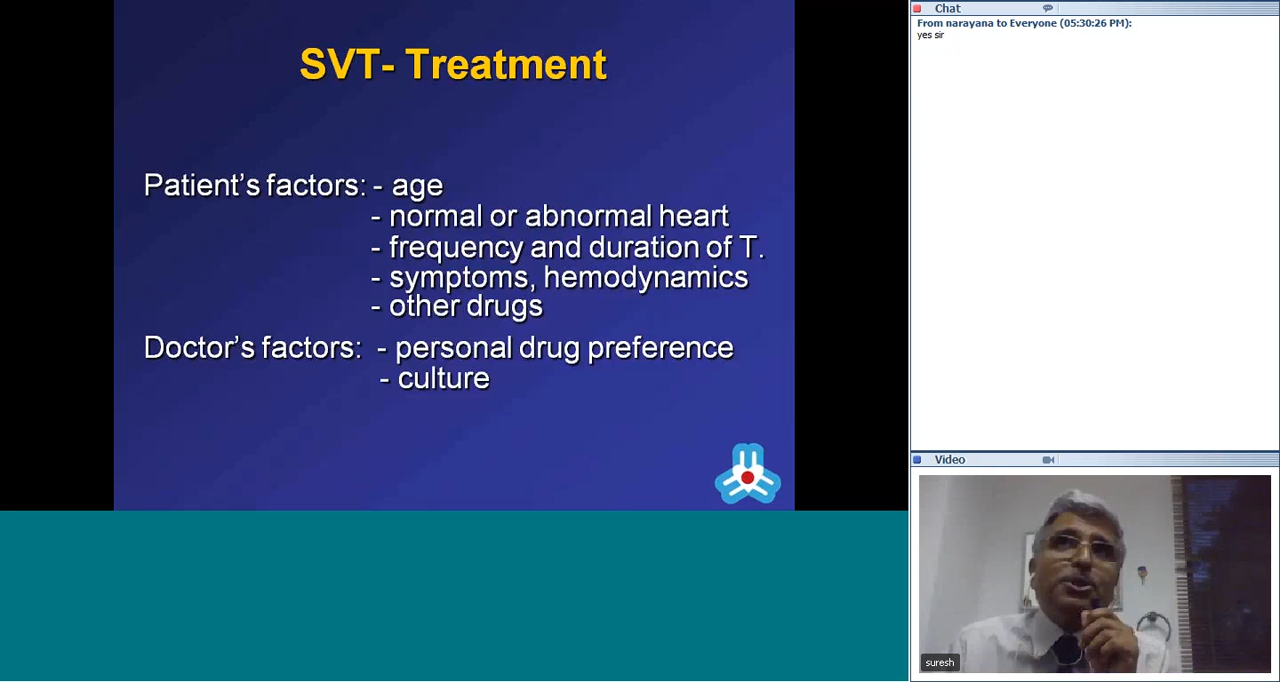 SVT- Treatment
Patient's factors: - age
- normal or abnormal heart
- frequency and duration of T.
- symptoms, hemodynamics
- other drugs
Doctor's factors: - personal drug preference
- culture
Chat
From narayana to Everyone (05:30:26 PM):
yes sir
Video
suresh